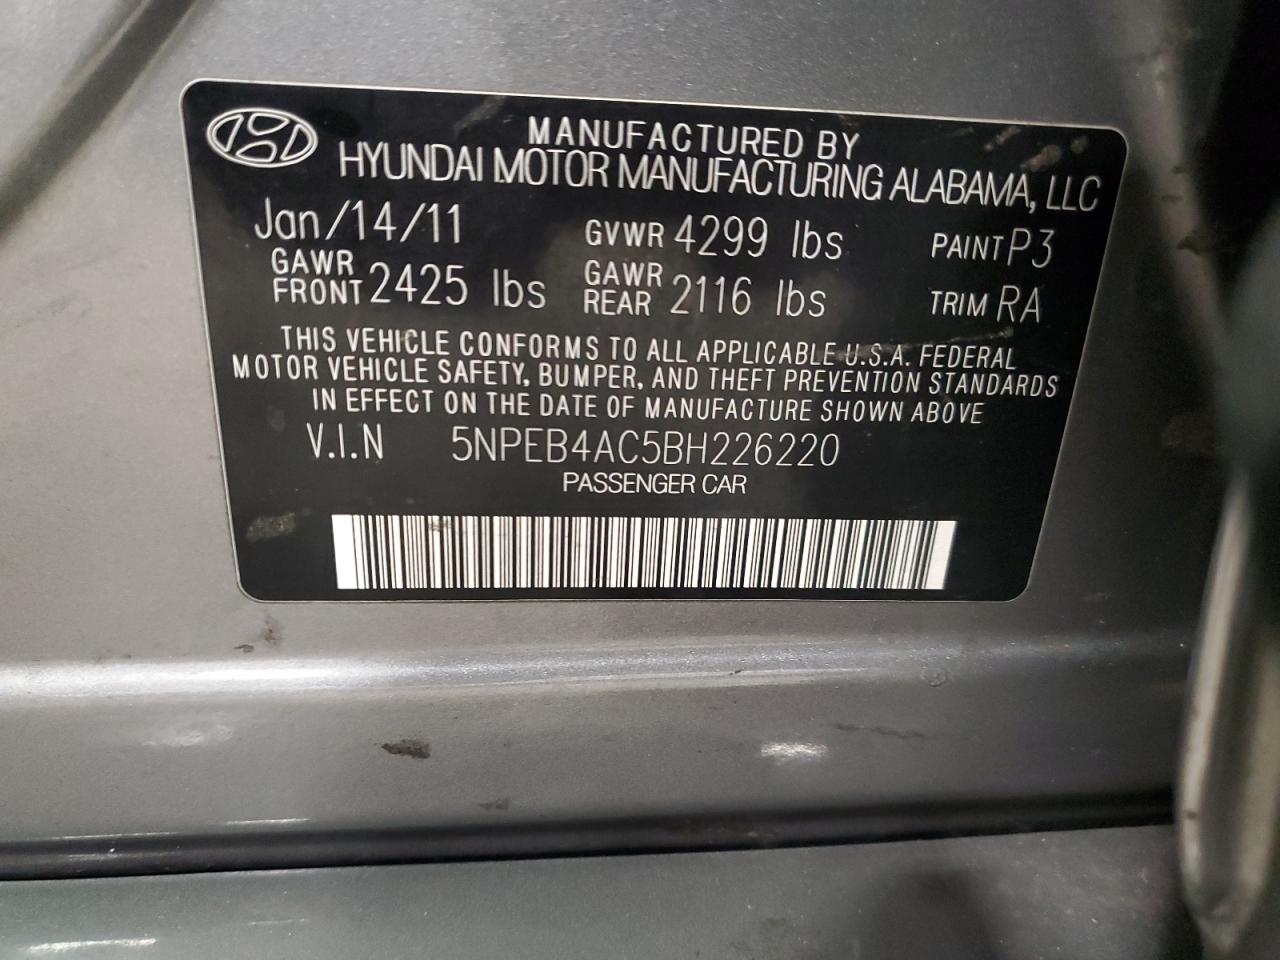 MANUFACTURED BY
HYUNDAI MOTOR MANUFACTURING ALABAMA, LLC
Jan/14/11 GVWR 4299 lbs PAINT P3
GAWR FRONT 2425 lbs GAWR REAR 2116 lbs TRIM RA
THIS VEHICLE CONFORMS TO ALL APPLICABLE U.S.A. FEDERAL
MOTOR VEHICLE SAFETY, BUMPER, AND THEFT PREVENTION STANDARDS
IN EFFECT ON THE DATE OF MANUFACTURE SHOWN ABOVE
V.I.N 5NPEB4AC5BH226220
PASSENGER CAR